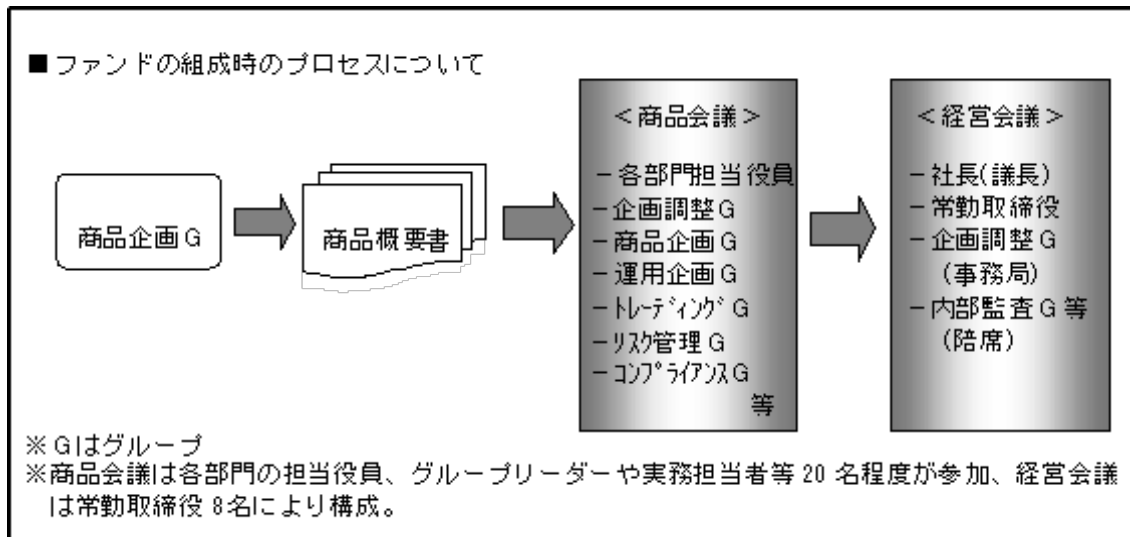 ■ファンドの組成時のプロセスについて
商品企画G
商品概要書
＜商品会議＞
－各部門担当役員
－企画調整G
－商品企画G
－運用企画G
－ﾄﾚｰﾃﾞｨﾝｸﾞG
－ﾘｽｸ管理G
－ｺﾝﾌﾟﾗｲｱﾝｽG
等
＜経営会議＞
－社長(議長)
－常勤取締役
－企画調整G
(事務局)
－内部監査G等
(陪席)
※Gはグループ
※商品会議は各部門の担当役員、グループリーダーや実務担当者等 20 名程度が参加、経営会議
は常勤取締役 8名により構成。